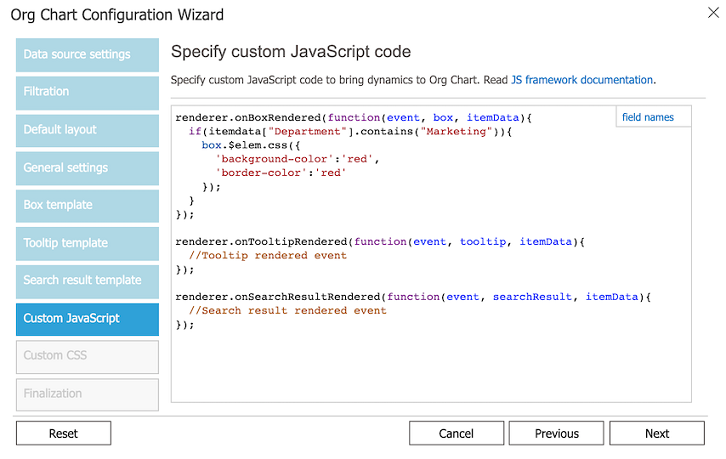 Org Chart Configuration Wizard
Data source settings
Filtration
Default layout
General settings
Box template
Tooltip template
Search result template
Custom JavaScript
Custom CSS
Finalization
Specify custom JavaScript code
Specify custom JavaScript code to bring dynamics to Org Chart. Read JS framework documentation.
field names
renderer.onBoxRendered(function(event, box, itemData){
  if(itemdata["Department"].contains("Marketing")){
    box.$elem.css({
      'background-color':'red',
      'border-color':'red'
    });
  }
});

renderer.onTooltipRendered(function(event, tooltip, itemData){
  //Tooltip rendered event
});

renderer.onSearchResultRendered(function(event, searchResult, itemData){
  //Search result rendered event
});
Reset
Cancel
Previous
Next